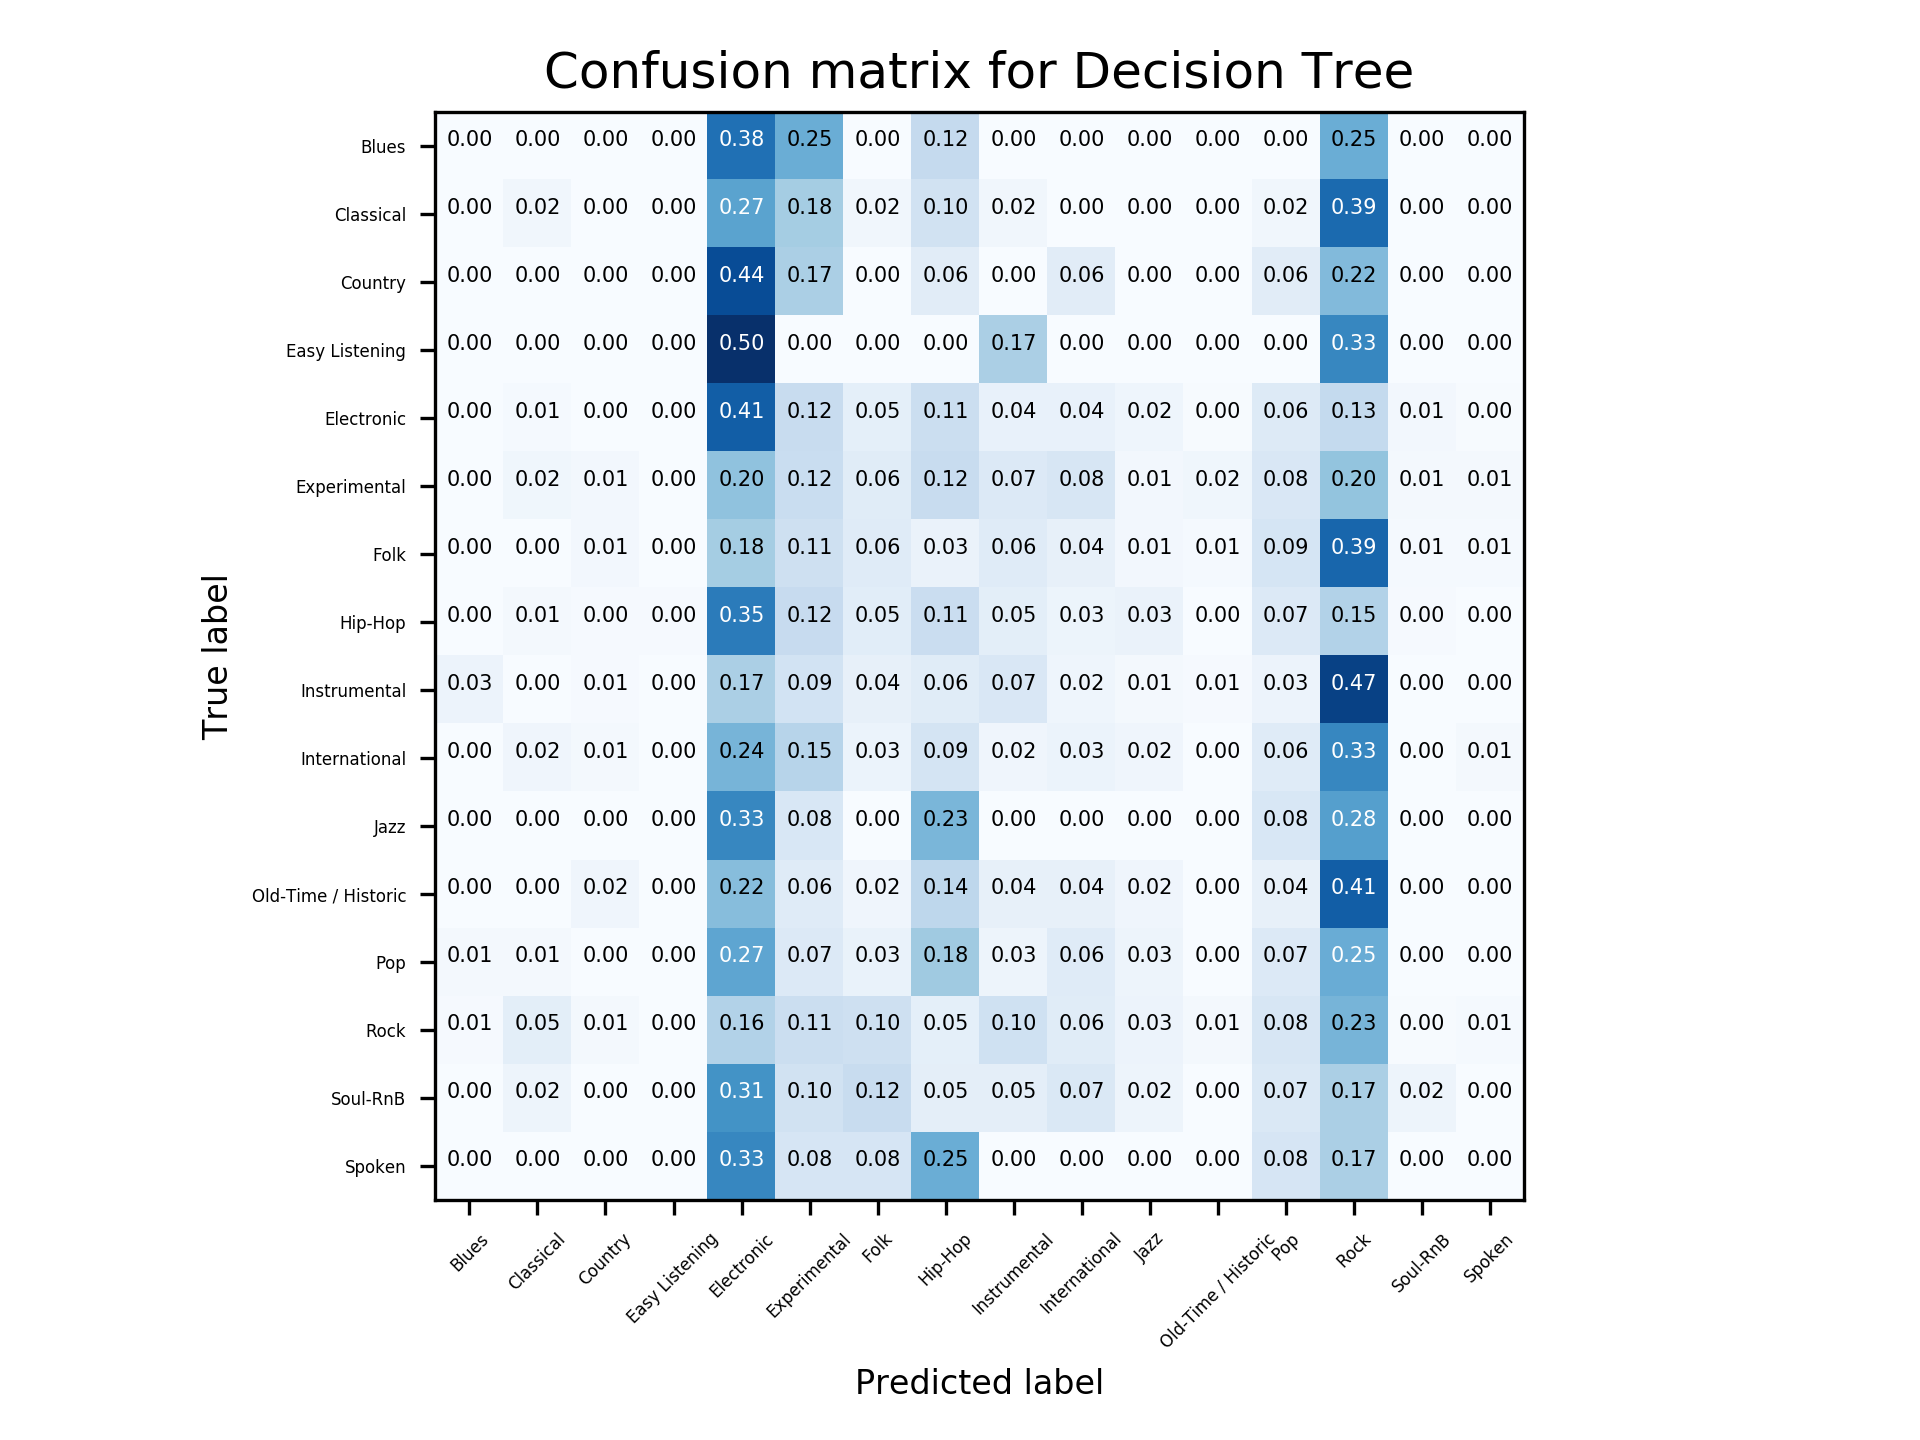 Confusion matrix for Decision Tree
True label
Blues 0.00 0.00 0.00 0.00 0.38 0.25 0.00 0.12 0.00 0.00 0.00 0.00 0.00 0.25 0.00 0.00
Classical 0.00 0.02 0.00 0.00 0.27 0.18 0.02 0.10 0.02 0.00 0.00 0.00 0.02 0.39 0.00 0.00
Country 0.00 0.00 0.00 0.00 0.44 0.17 0.00 0.06 0.00 0.06 0.00 0.00 0.06 0.22 0.00 0.00
Easy Listening 0.00 0.00 0.00 0.00 0.50 0.00 0.00 0.00 0.17 0.00 0.00 0.00 0.00 0.33 0.00 0.00
Electronic 0.00 0.01 0.00 0.00 0.41 0.12 0.05 0.11 0.04 0.04 0.02 0.00 0.06 0.13 0.01 0.00
Experimental 0.00 0.02 0.01 0.00 0.20 0.12 0.06 0.12 0.07 0.08 0.01 0.02 0.08 0.20 0.01 0.01
Folk 0.00 0.00 0.01 0.00 0.18 0.11 0.06 0.03 0.06 0.04 0.01 0.01 0.09 0.39 0.01 0.01
Hip-Hop 0.00 0.01 0.00 0.00 0.35 0.12 0.05 0.11 0.05 0.03 0.03 0.00 0.07 0.15 0.00 0.00
Instrumental 0.03 0.00 0.01 0.00 0.17 0.09 0.04 0.06 0.07 0.02 0.01 0.01 0.03 0.47 0.00 0.00
International 0.00 0.02 0.01 0.00 0.24 0.15 0.03 0.09 0.02 0.03 0.02 0.00 0.06 0.33 0.00 0.01
Jazz 0.00 0.00 0.00 0.00 0.33 0.08 0.00 0.23 0.00 0.00 0.00 0.00 0.08 0.28 0.00 0.00
Old-Time / Historic 0.00 0.00 0.02 0.00 0.22 0.06 0.02 0.14 0.04 0.04 0.02 0.00 0.04 0.41 0.00 0.00
Pop 0.01 0.01 0.00 0.00 0.27 0.07 0.03 0.18 0.03 0.06 0.03 0.00 0.07 0.25 0.00 0.00
Rock 0.01 0.05 0.01 0.00 0.16 0.11 0.10 0.05 0.10 0.06 0.03 0.01 0.08 0.23 0.00 0.01
Soul-RnB 0.00 0.02 0.00 0.00 0.31 0.10 0.12 0.05 0.05 0.07 0.02 0.00 0.07 0.17 0.02 0.00
Spoken 0.00 0.00 0.00 0.00 0.33 0.08 0.08 0.25 0.00 0.00 0.00 0.00 0.08 0.17 0.00 0.00
Blues Classical Country Easy Listening Electronic Experimental Folk Hip-Hop Instrumental International Jazz Old-Time / Historic Pop Rock Soul-RnB Spoken
Predicted label